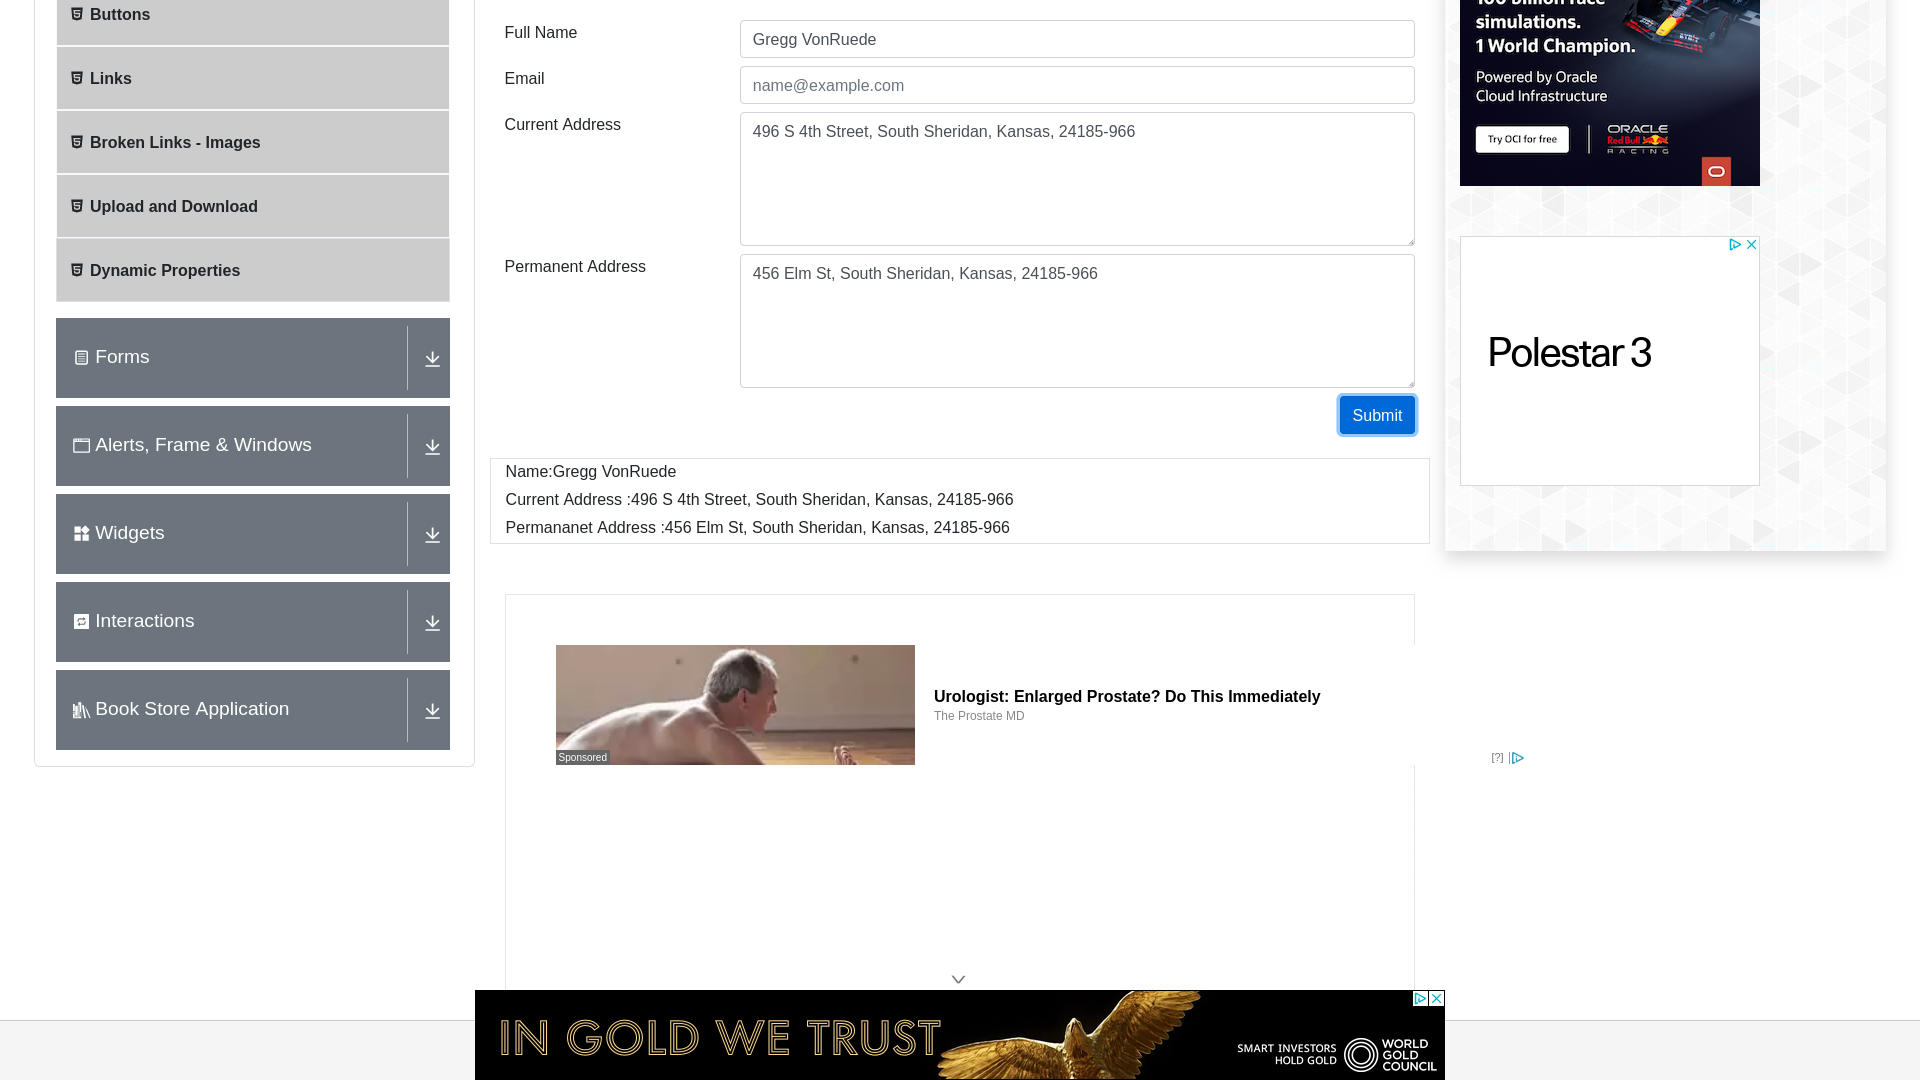 Buttons
Links
Broken Links - Images
Upload and Download
Dynamic Properties
Forms
Alerts, Frame & Windows
Widgets
Interactions
Book Store Application
Full Name
Gregg VonRuede
Email
name@example.com
Current Address
496 S 4th Street, South Sheridan, Kansas, 24185-966
Permanent Address
456 Elm St, South Sheridan, Kansas, 24185-966
Submit
Name:Gregg VonRuede
Current Address :496 S 4th Street, South Sheridan, Kansas, 24185-966
Permananet Address :456 Elm St, South Sheridan, Kansas, 24185-966
Sponsored
Urologist: Enlarged Prostate? Do This Immediately
The Prostate MD
[?]
simulations.
1 World Champion.
Powered by Oracle
Cloud Infrastructure
Try OCI for free
ORACLE
Red Bull
RACING
Polestar 3
IN GOLD WE TRUST
SMART INVESTORS
HOLD GOLD
WORLD
GOLD
COUNCIL